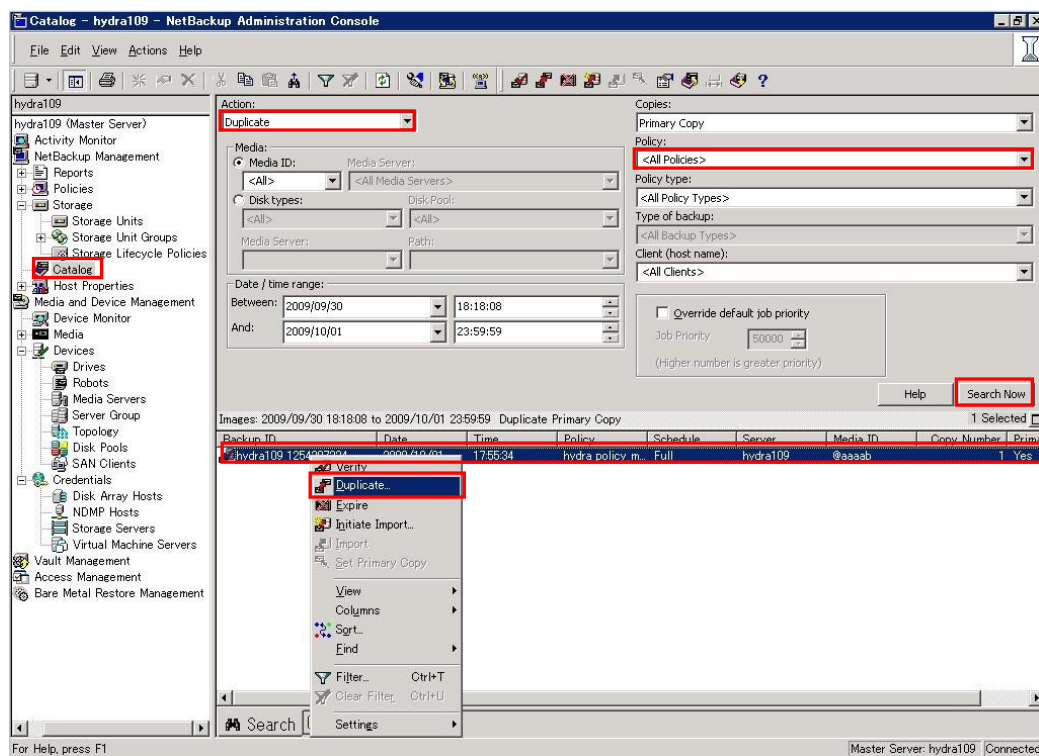 Catalog - hydra109 - NetBackup Administration Console
File Edit View Actions Help
hydra109
hydra109 (Master Server)
Activity Monitor
NetBackup Management
Reports
Policies
Storage
Storage Units
Storage Unit Groups
Storage Lifecycle Policies
Catalog
Host Properties
Media and Device Management
Device Monitor
Media
Devices
Drives
Robots
Media Servers
Server Group
Topology
Disk Pools
SAN Clients
Credentials
Disk Array Hosts
NDMP Hosts
Storage Servers
Virtual Machine Servers
Vault Management
Access Management
Bare Metal Restore Management
Action:
Duplicate
Media:
Media ID: Media Server:
<All> <All Media Servers>
Disk types: Disk Pool:
<All> <All>
Media Server: Path:
Date / time range:
Between: 2009/09/30 18:18:08
And: 2009/10/01 23:59:59
Copies:
Primary Copy
Policy:
<All Policies>
Policy type:
<All Policy Types>
Type of backup:
<All Backup Types>
Client (host name):
<All Clients>
Override default job priority
Job Priority 50000
(Higher number is greater priority)
Help Search Now
Images: 2009/09/30 18:18:08 to 2009/10/01 23:59:59 Duplicate Primary Copy 1 Selected
Backup ID Date Time Policy Schedule Server Media ID Copy Number Prima
2009/10/01 17:55:34 hydra policy m... Full hydra109 @aaaab 1 Yes
Verify
Duplicate...
Expire
Initiate Import...
Import
Set Primary Copy
View
Columns
Sort...
Find
Filter... Ctrl+T
Clear Filter Ctrl+U
Settings
Search
For Help, press F1 Master Server: hydra109 Connected